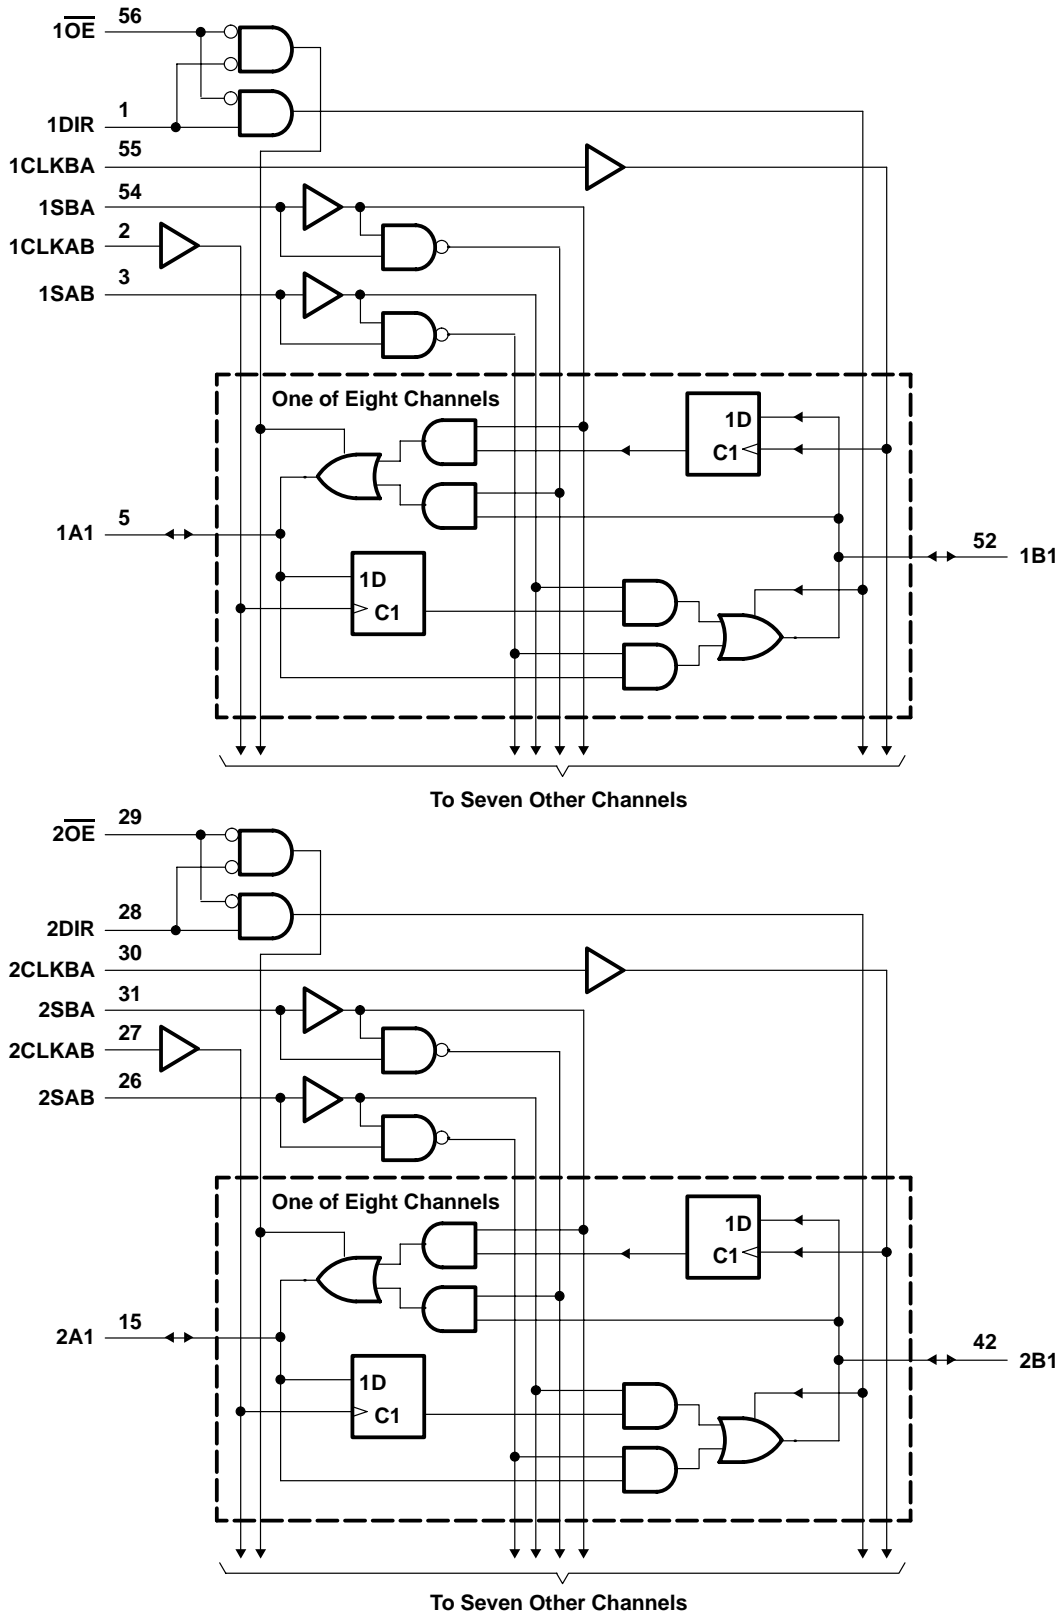 56
1O̅E̅
1
1DIR
55
1CLKBA
54
1SBA
2
1CLKAB
3
1SAB
One of Eight Channels
1D
C1
5
1A1
52
1B1
1D
C1
To Seven Other Channels
29
2O̅E̅
28
2DIR
30
2CLKBA
31
2SBA
27
2CLKAB
26
2SAB
One of Eight Channels
1D
C1
15
2A1
42
2B1
1D
C1
To Seven Other Channels